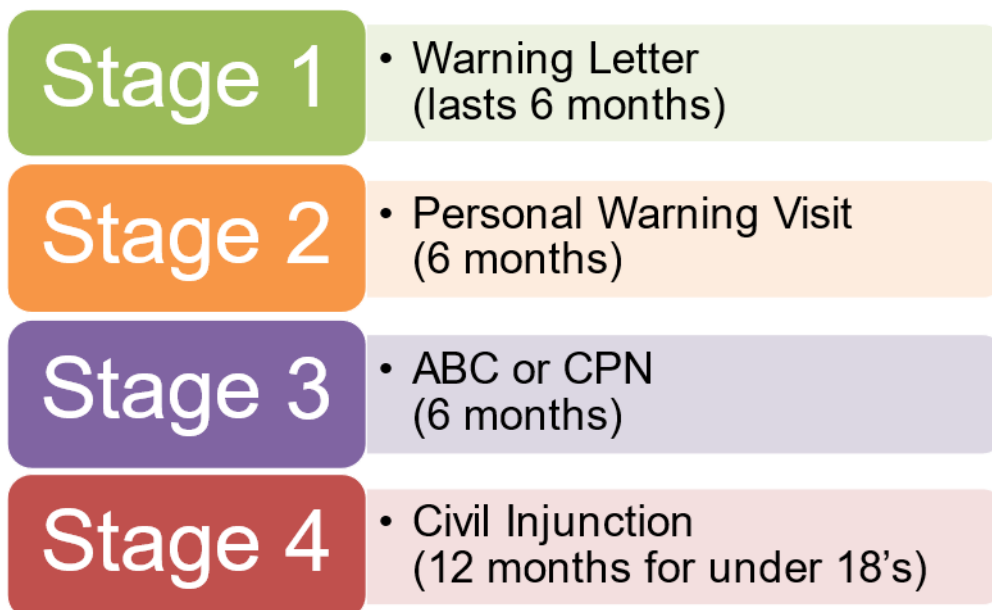 Stage 1
• Warning Letter
(lasts 6 months)
Stage 2
• Personal Warning Visit
(6 months)
Stage 3
• ABC or CPN
(6 months)
Stage 4
• Civil Injunction
(12 months for under 18’s)